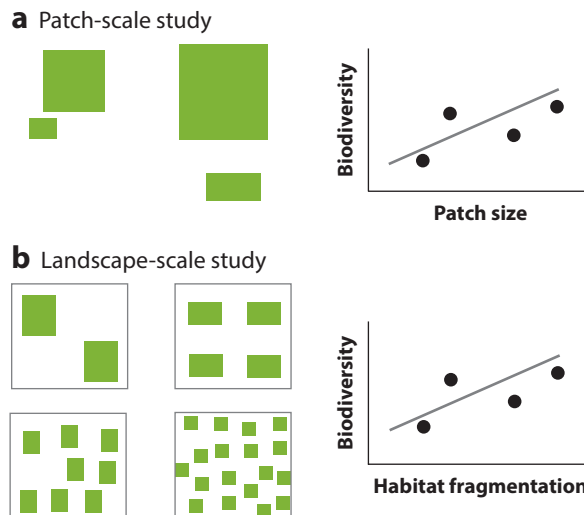 a Patch-scale study
Biodiversity
Patch size
b Landscape-scale study
Biodiversity
Habitat fragmentation